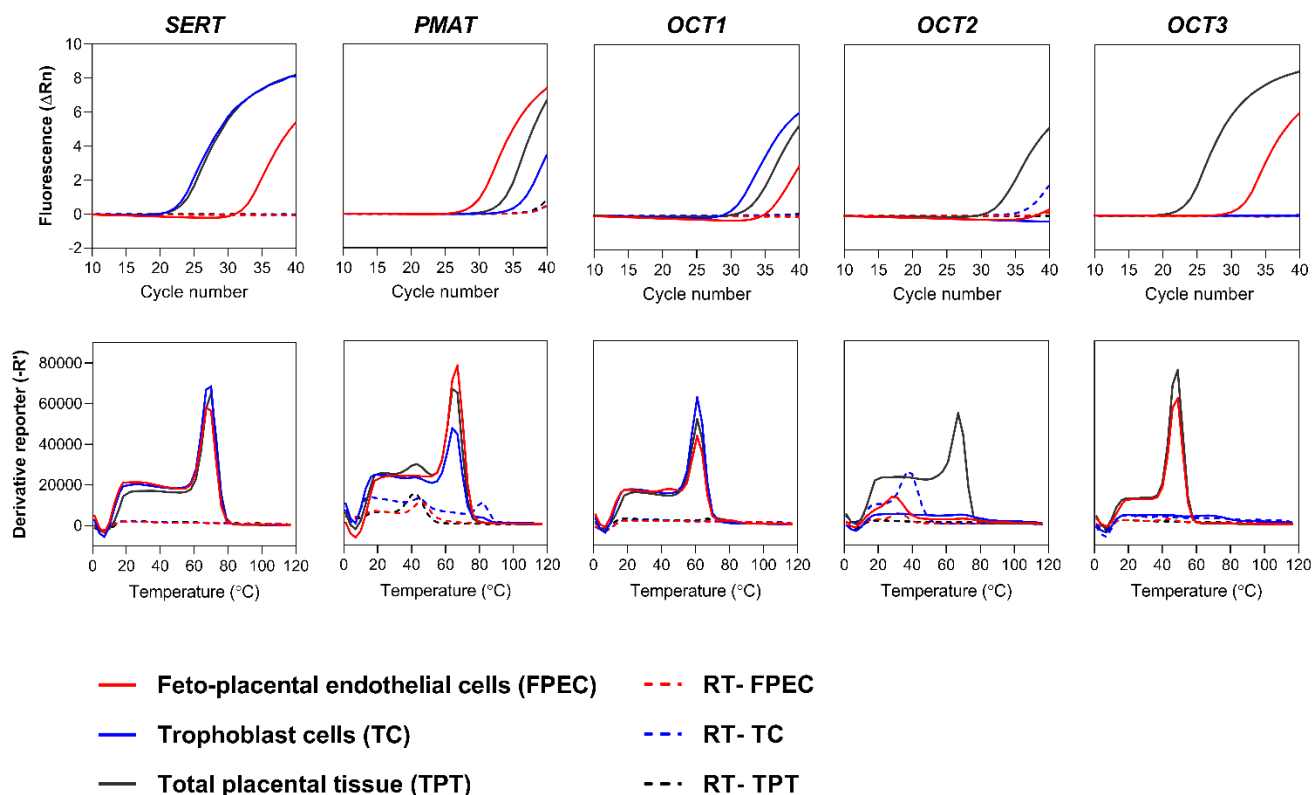 SERT PMAT OCT1 OCT2 OCT3
Fluorescence (ΔRn)
10
8
6
4
2
0
-2
10 15 20 25 30 35 40 10 15 20 25 30 35 40 10 15 20 25 30 35 40 10 15 20 25 30 35 40 10 15 20 25 30 35 40
Cycle number Cycle number Cycle number Cycle number Cycle number
Derivative reporter (-R')
80000
60000
40000
20000
0
0 20 40 60 80 100 120 0 20 40 60 80 100 120 0 20 40 60 80 100 120 0 20 40 60 80 100 120 0 20 40 60 80 100 120
Temperature (°C) Temperature (°C) Temperature (°C) Temperature (°C) Temperature (°C)
Feto-placental endothelial cells (FPEC) RT- FPEC
Trophoblast cells (TC) RT- TC
Total placental tissue (TPT) RT- TPT